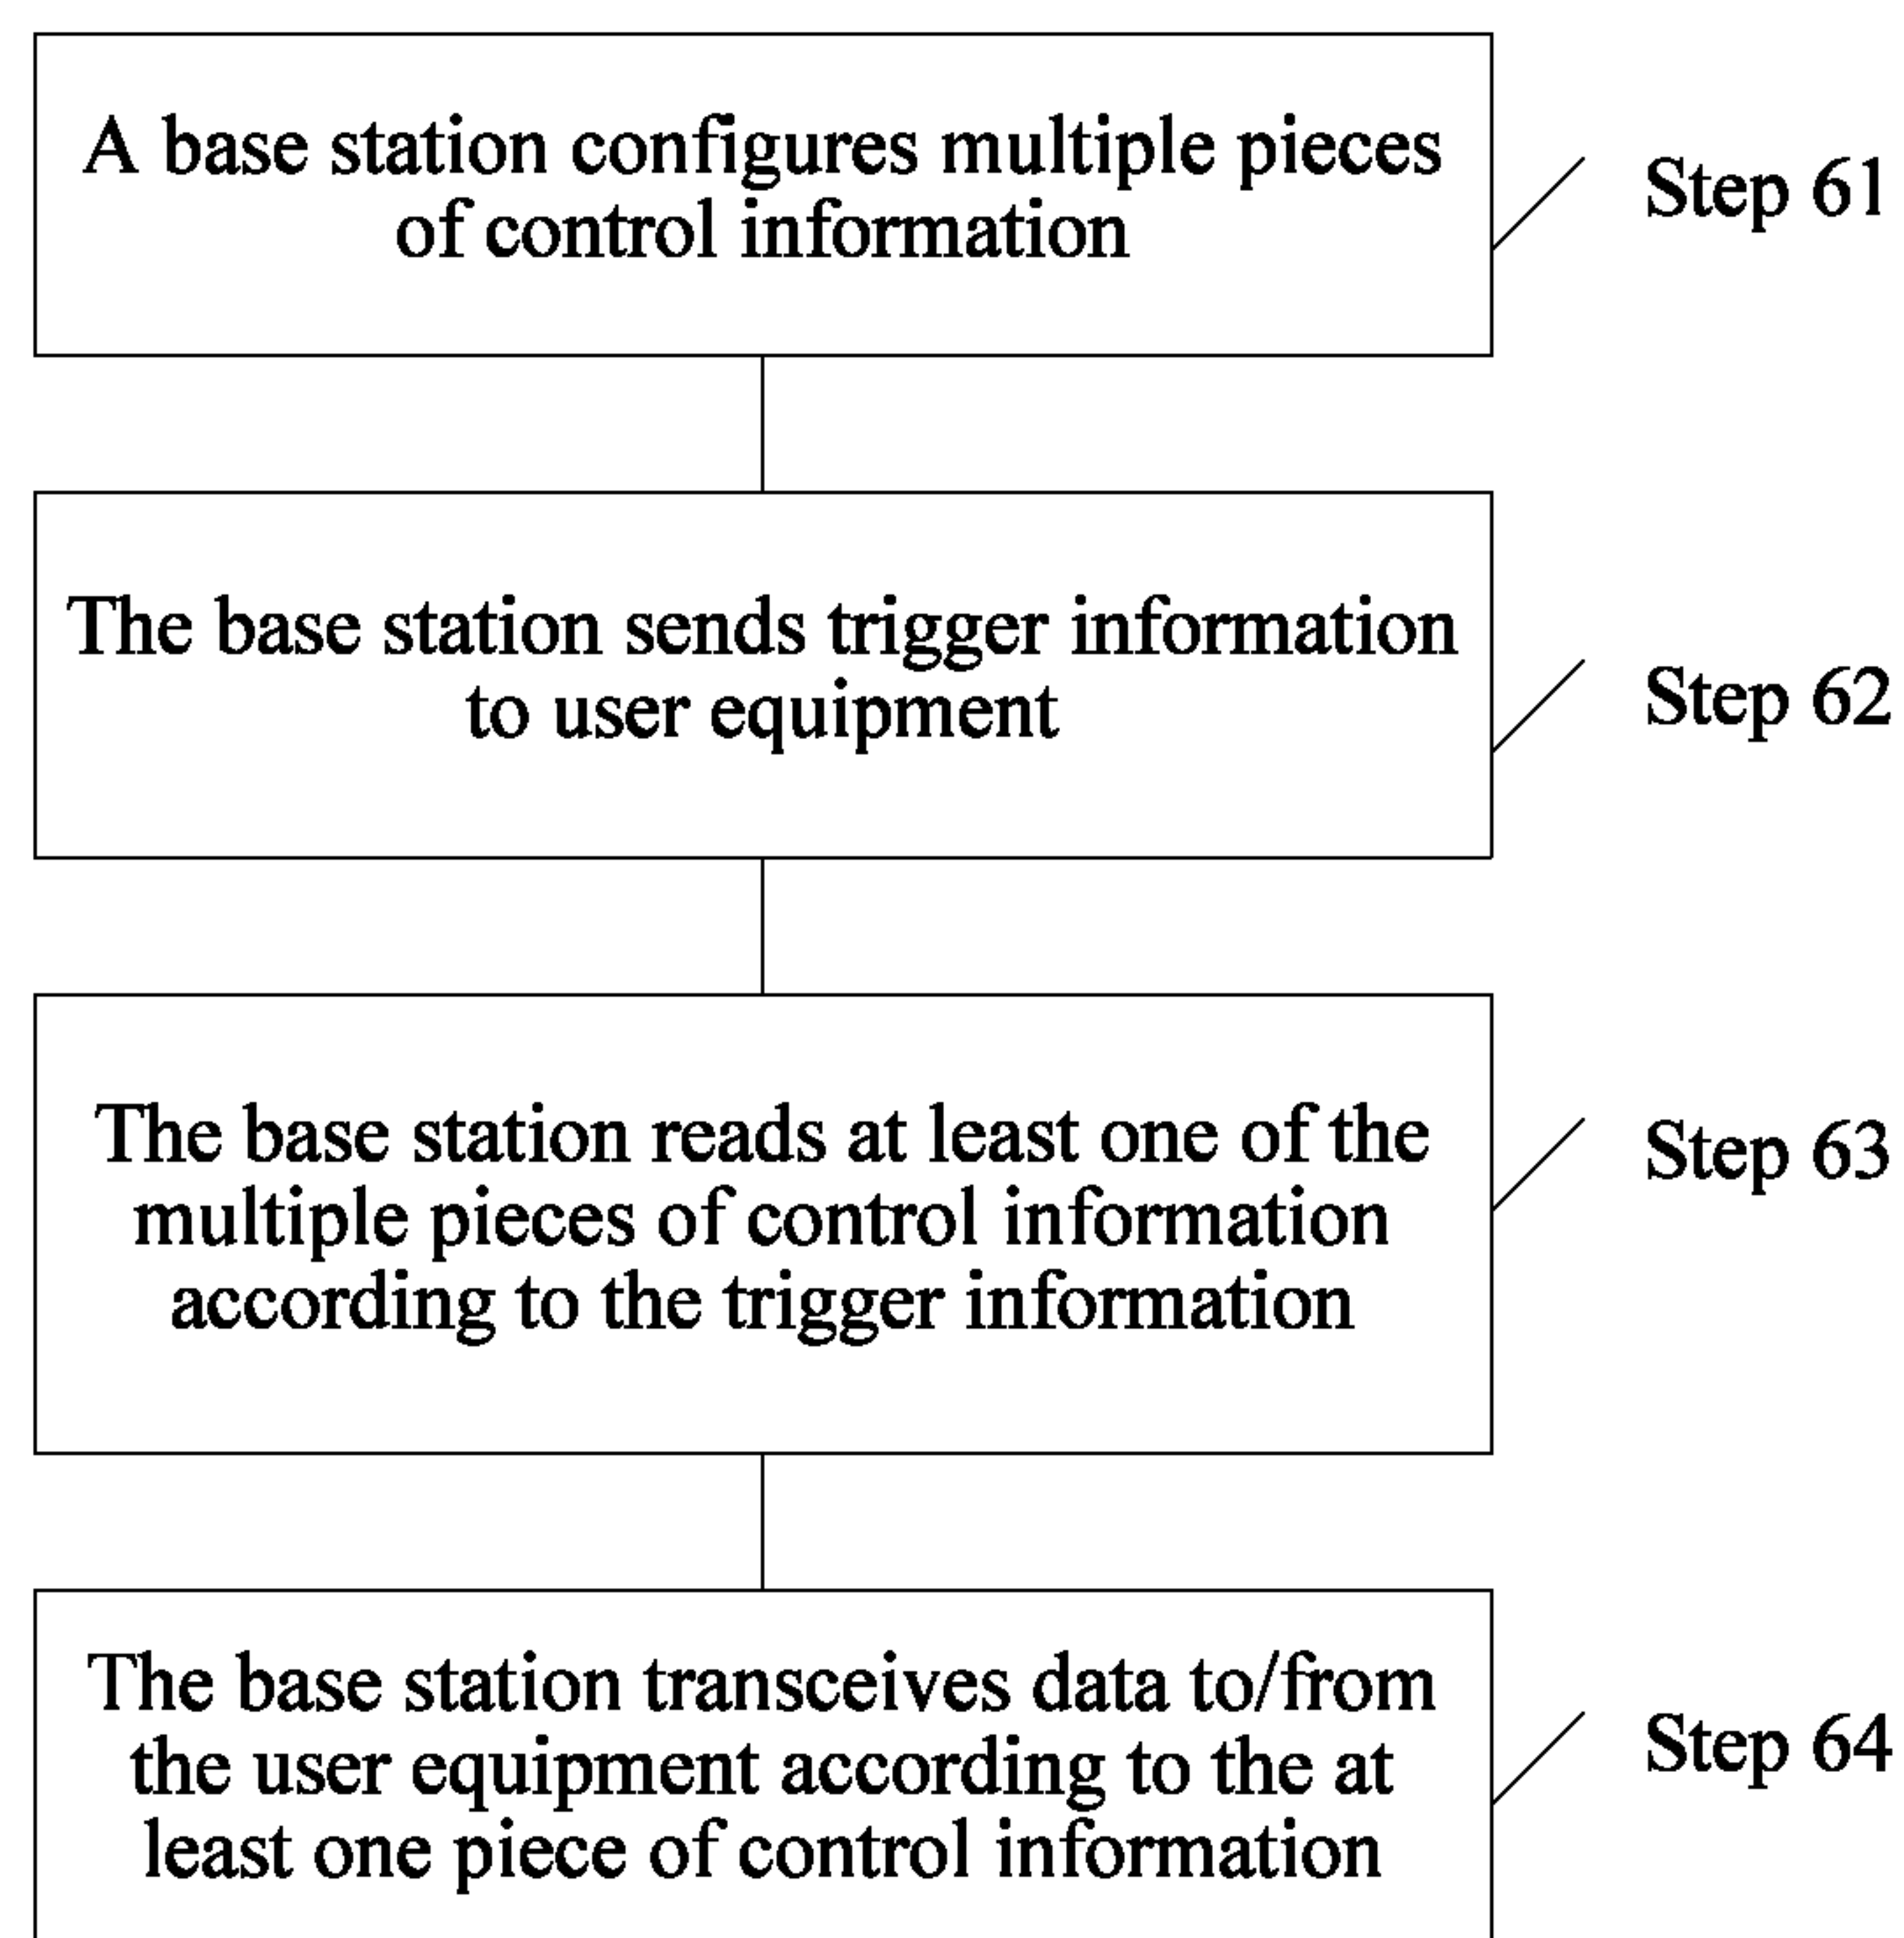 A base station configures multiple pieces
of control information
Step 61
The base station sends trigger information
to user equipment
Step 62
The base station reads at least one of the
multiple pieces of control information
according to the trigger information
Step 63
The base station transceives data to/from
the user equipment according to the at
least one piece of control information
Step 64